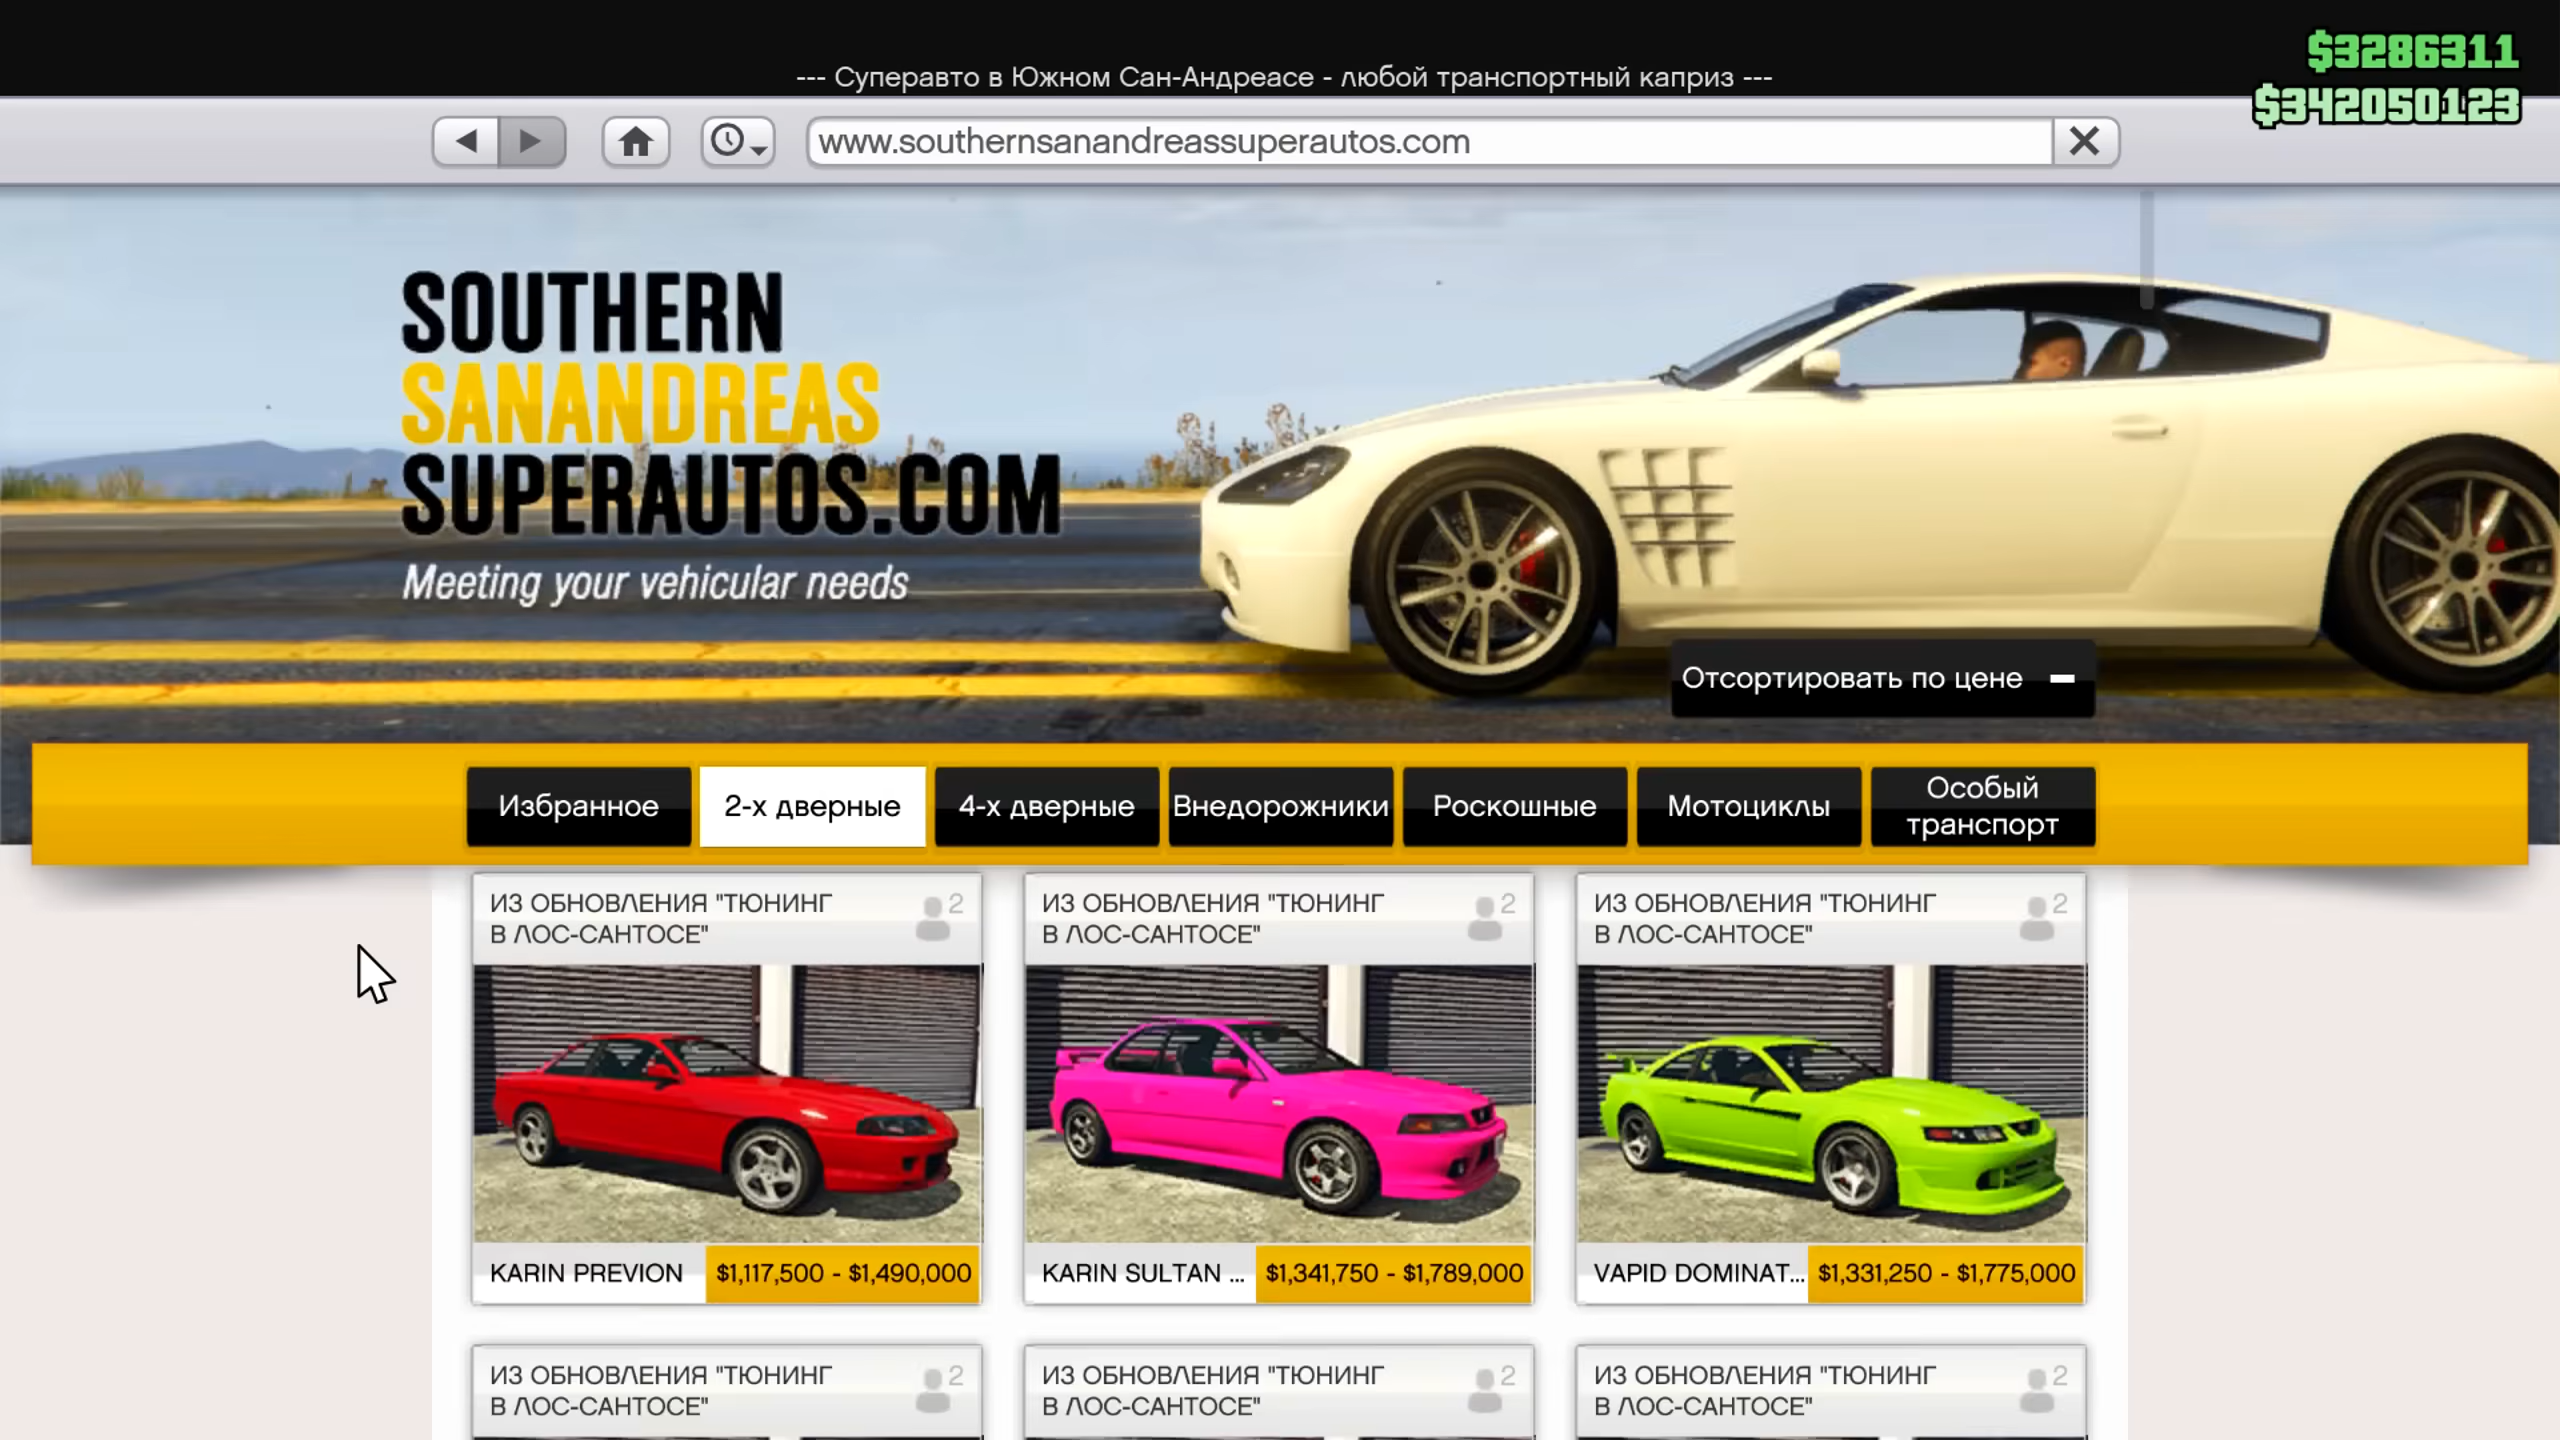 $3286311
--- Суперавто в Южном Сан-Андреасе - любой транспортный каприз ---
$342050123
www.southernsanandreassuperautos.com
SOUTHERN
SANANDREAS
SUPERAUTOS.COM
Meeting your vehicular needs
Отсортировать по цене
Избранное
2-х дверные
4-х дверные
Внедорожники
Роскошные
Мотоциклы
Особый
транспорт
ИЗ ОБНОВЛЕНИЯ "ТЮНИНГ
В ЛОС-САНТОСЕ"
2
KARIN PREVION
$1,117,500 - $1,490,000
ИЗ ОБНОВЛЕНИЯ "ТЮНИНГ
В ЛОС-САНТОСЕ"
2
KARIN SULTAN ...
$1,341,750 - $1,789,000
ИЗ ОБНОВЛЕНИЯ "ТЮНИНГ
В ЛОС-САНТОСЕ"
2
VAPID DOMINAT...
$1,331,250 - $1,775,000
ИЗ ОБНОВЛЕНИЯ "ТЮНИНГ
В ЛОС-САНТОСЕ"
2
ИЗ ОБНОВЛЕНИЯ "ТЮНИНГ
В ЛОС-САНТОСЕ"
2
ИЗ ОБНОВЛЕНИЯ "ТЮНИНГ
В ЛОС-САНТОСЕ"
2